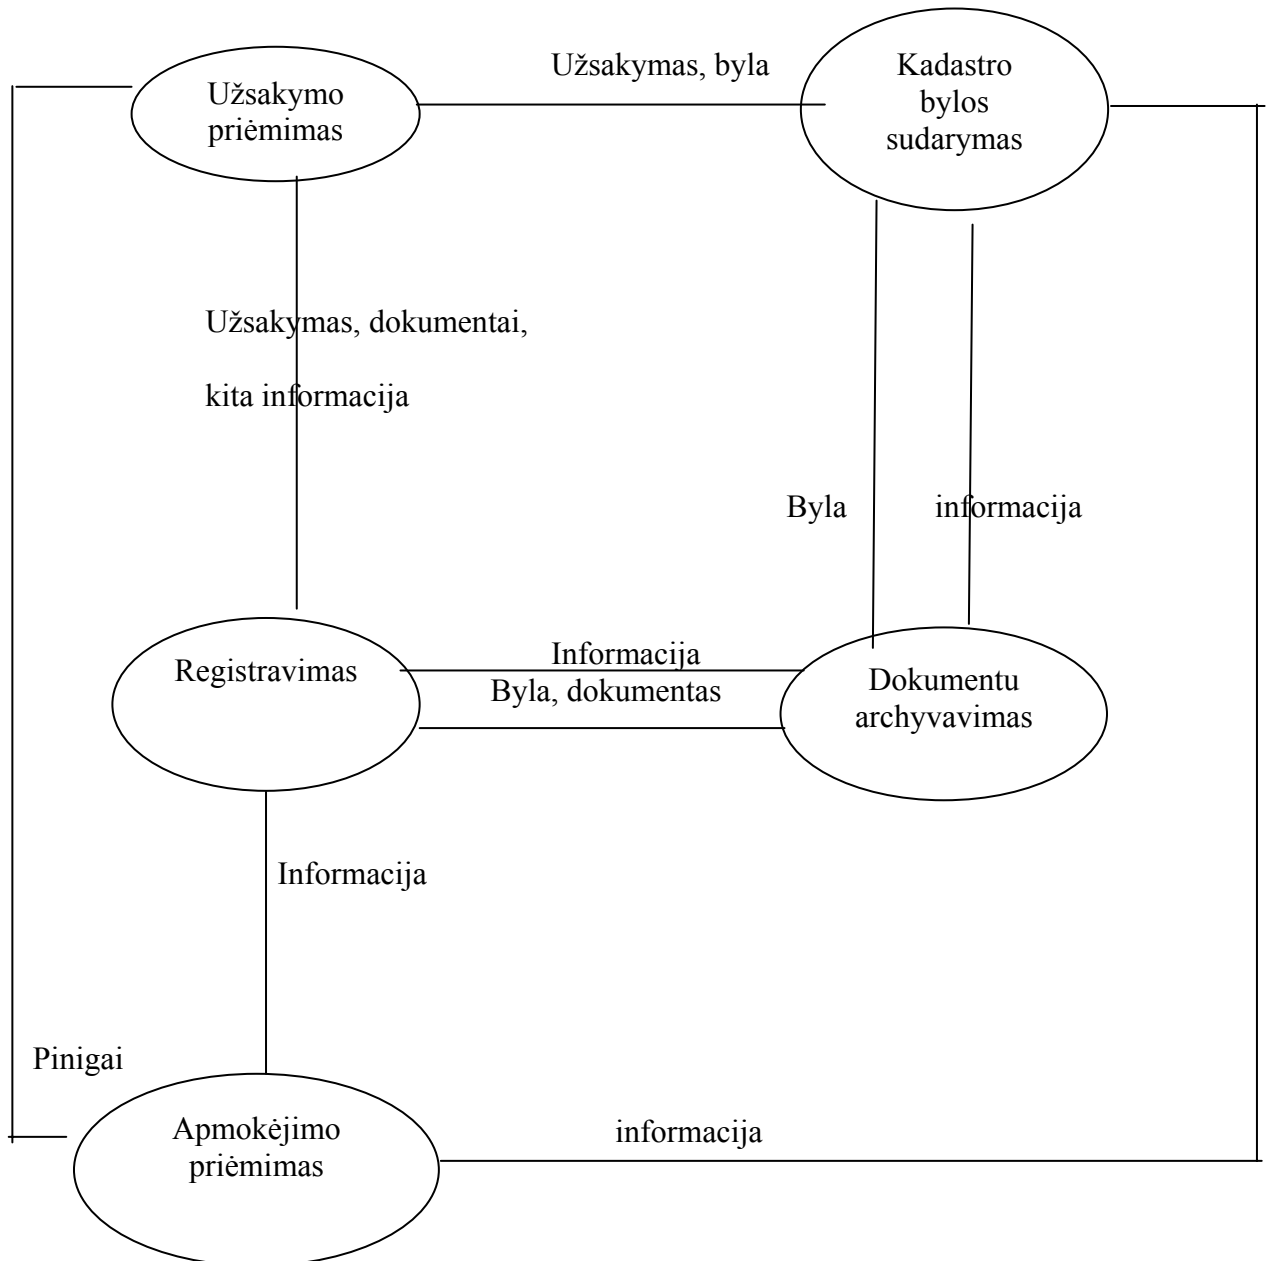 Užsakymo
priėmimas
Užsakymas, byla
Kadastro
bylos
sudarymas
Užsakymas, dokumentai,
kita informacija
Byla
informacija
Registravimas
Informacija
Byla, dokumentas
Dokumentu
archyvavimas
Informacija
Pinigai
Apmokėjimo
priėmimas
informacija